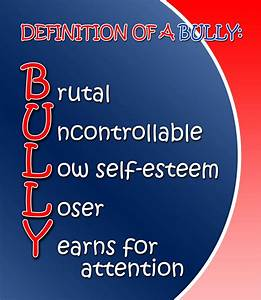 DEFINITION OF A BULLY:
Brutal
Uncontrollable
Low self-esteem
Loser
Yearns for
attention